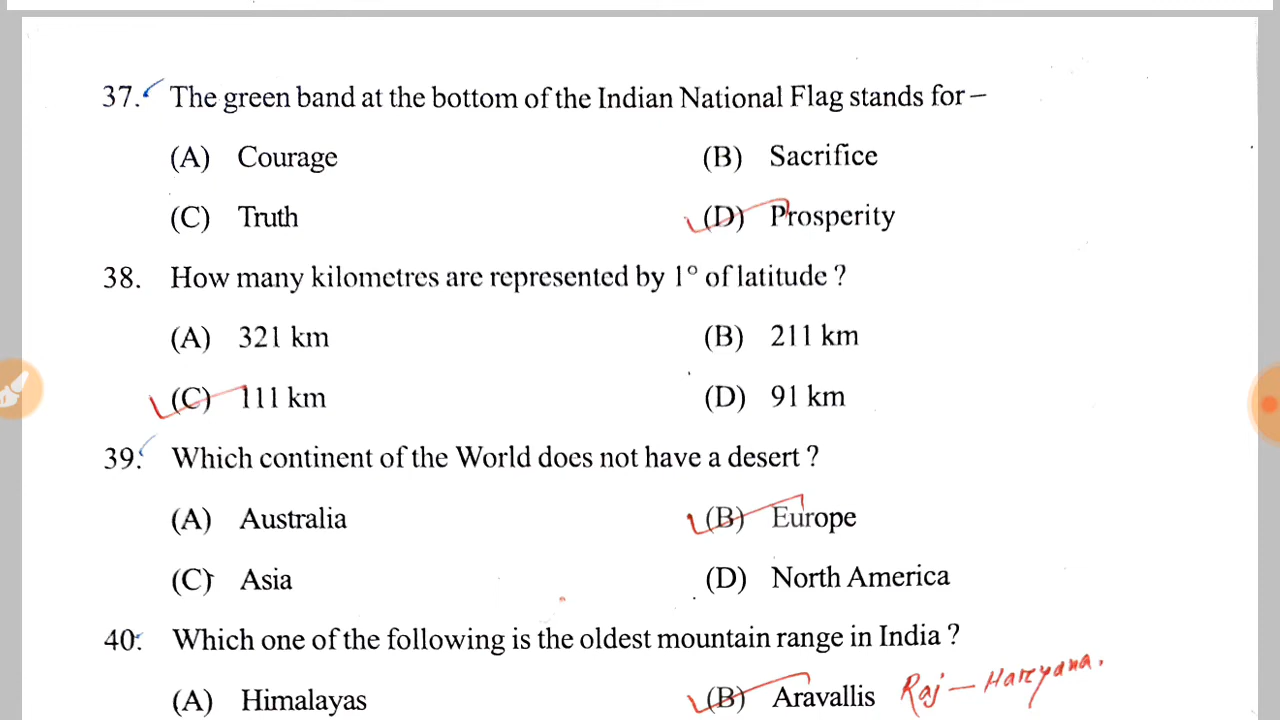 37. The green band at the bottom of the Indian National Flag stands for –
(A) Courage (B) Sacrifice
(C) Truth (D) Prosperity
38. How many kilometres are represented by 1° of latitude ?
(A) 321 km (B) 211 km
(C) 111 km (D) 91 km
39. Which continent of the World does not have a desert ?
(A) Australia (B) Europe
(C) Asia (D) North America
40. Which one of the following is the oldest mountain range in India ?
(A) Himalayas (B) Aravallis Raj – Hareyana.